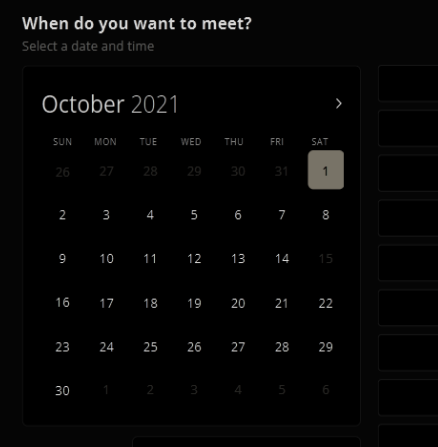 When do you want to meet?
Select a date and time
October 2021
SUN MON TUE WED THU FRI SAT
26 27 28 29 30 31 1
2 3 4 5 6 7 8
9 10 11 12 13 14 15
16 17 18 19 20 21 22
23 24 25 26 27 28 29
30 1 2 3 4 5 6